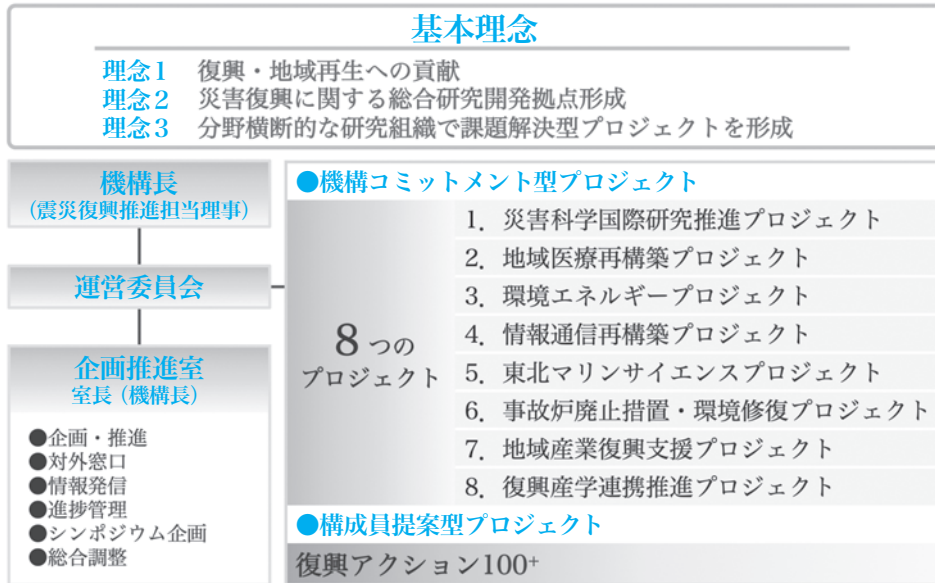 基本理念
理念1 復興・地域再生への貢献
理念2 災害復興に関する総合研究開発拠点形成
理念3 分野横断的な研究組織で課題解決型プロジェクトを形成
機構長
(震災復興推進担当理事)
運営委員会
企画推進室
室長(機構長)
●企画・推進
●対外窓口
●情報発信
●進捗管理
●シンポジウム企画
●総合調整
●機構コミットメント型プロジェクト
8つの
プロジェクト
1. 災害科学国際研究推進プロジェクト
2. 地域医療再構築プロジェクト
3. 環境エネルギープロジェクト
4. 情報通信再構築プロジェクト
5. 東北マリンサイエンスプロジェクト
6. 事故炉廃止措置・環境修復プロジェクト
7. 地域産業復興支援プロジェクト
8. 復興産学連携推進プロジェクト
●構成員提案型プロジェクト
復興アクション100+